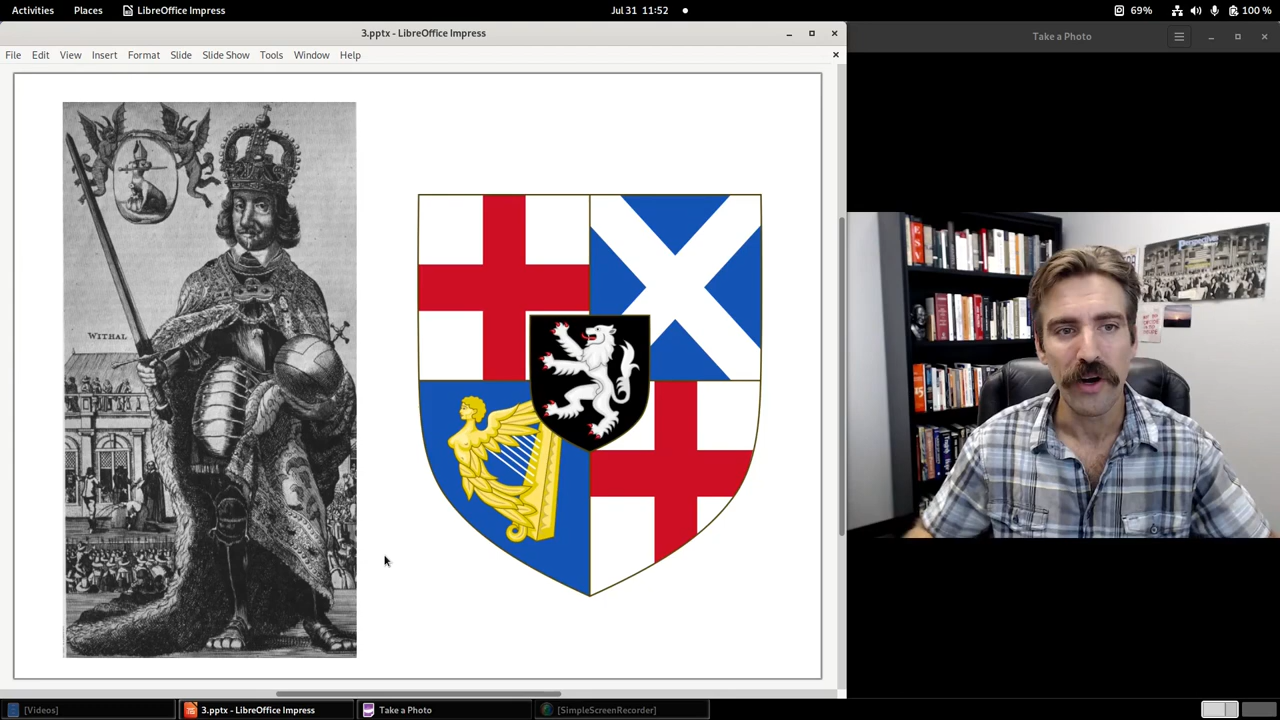 Activities Places LibreOffice Impress Jul 31 11:52 69% 100 %
3.pptx - LibreOffice Impress
Take a Photo
File Edit View Insert Format Slide Slide Show Tools Window Help
WITHAL
Perspectives
[Videos] 3.pptx - LibreOffice Impress Take a Photo [SimpleScreenRecorder]